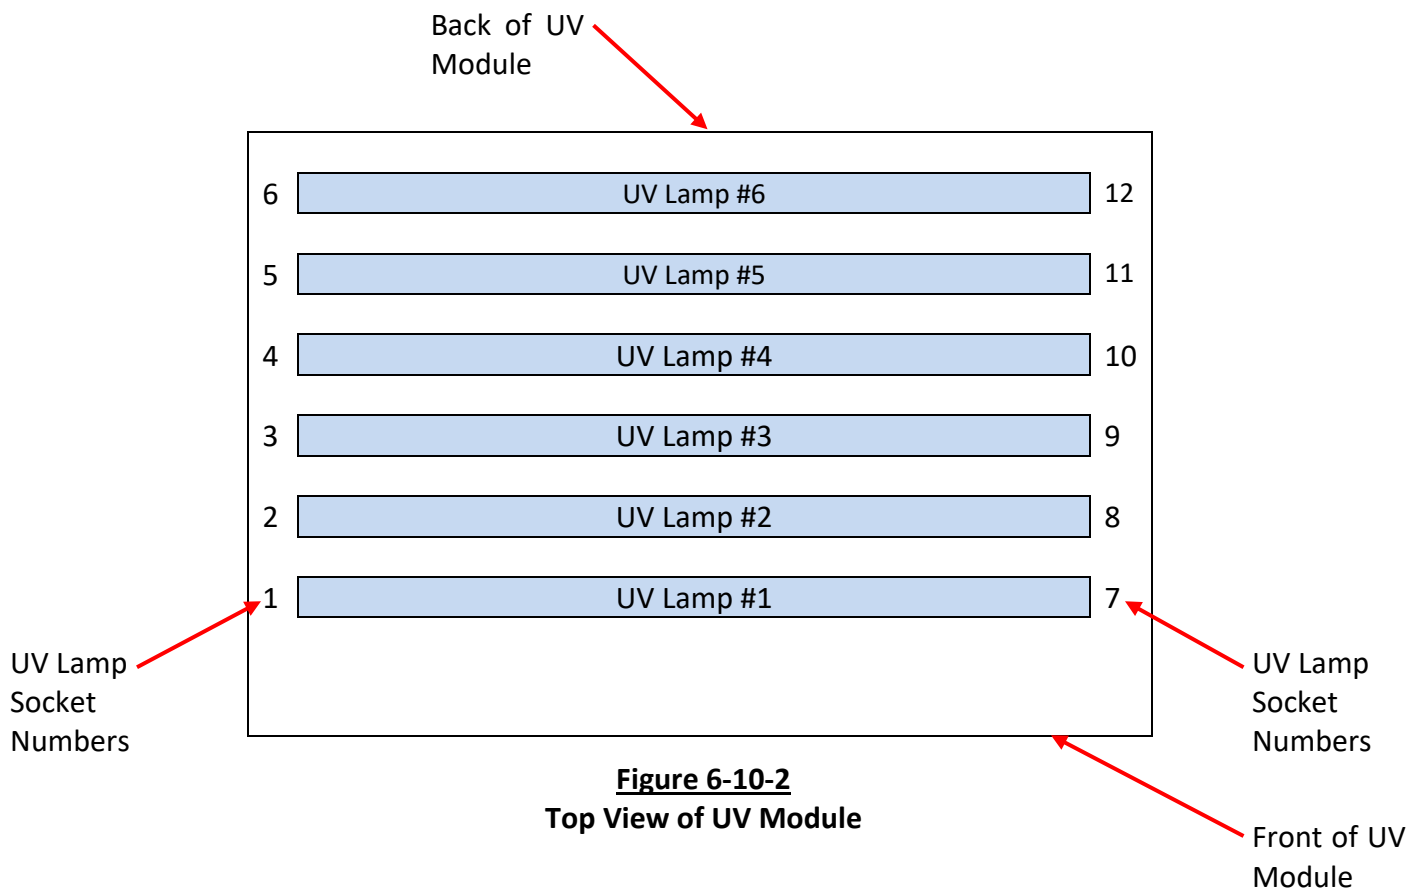 Back of UV
Module
6 UV Lamp #6 12
5 UV Lamp #5 11
4 UV Lamp #4 10
3 UV Lamp #3 9
2 UV Lamp #2 8
1 UV Lamp #1 7
UV Lamp
Socket
Numbers
UV Lamp
Socket
Numbers
Figure 6-10-2
Top View of UV Module
Front of UV
Module